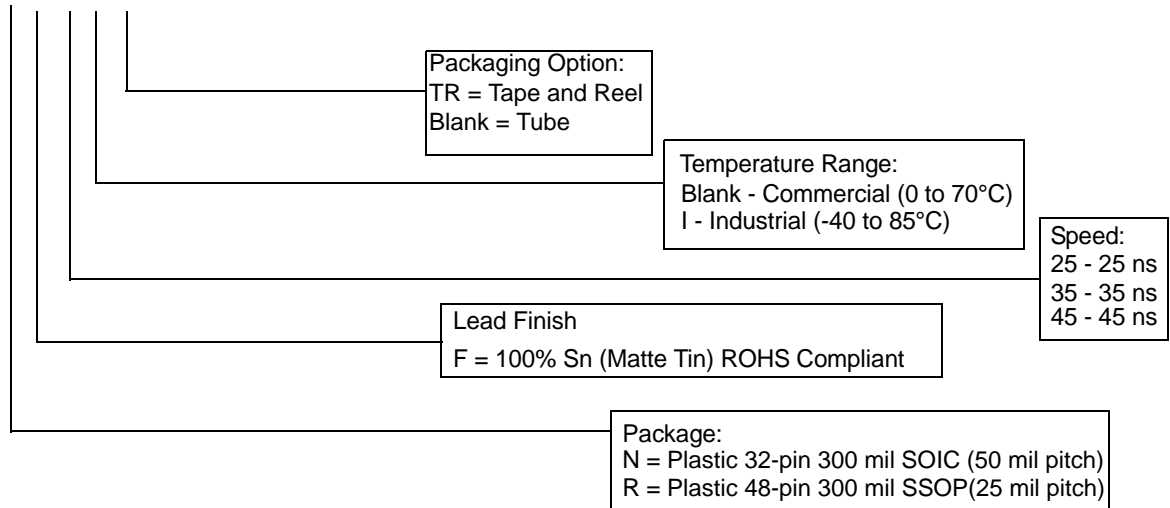 Packaging Option:
TR = Tape and Reel
Blank = Tube
Temperature Range:
Blank - Commercial (0 to 70°C)
I - Industrial (-40 to 85°C)
Speed:
25 - 25 ns
35 - 35 ns
45 - 45 ns
Lead Finish
F = 100% Sn (Matte Tin) ROHS Compliant
Package:
N = Plastic 32-pin 300 mil SOIC (50 mil pitch)
R = Plastic 48-pin 300 mil SSOP(25 mil pitch)